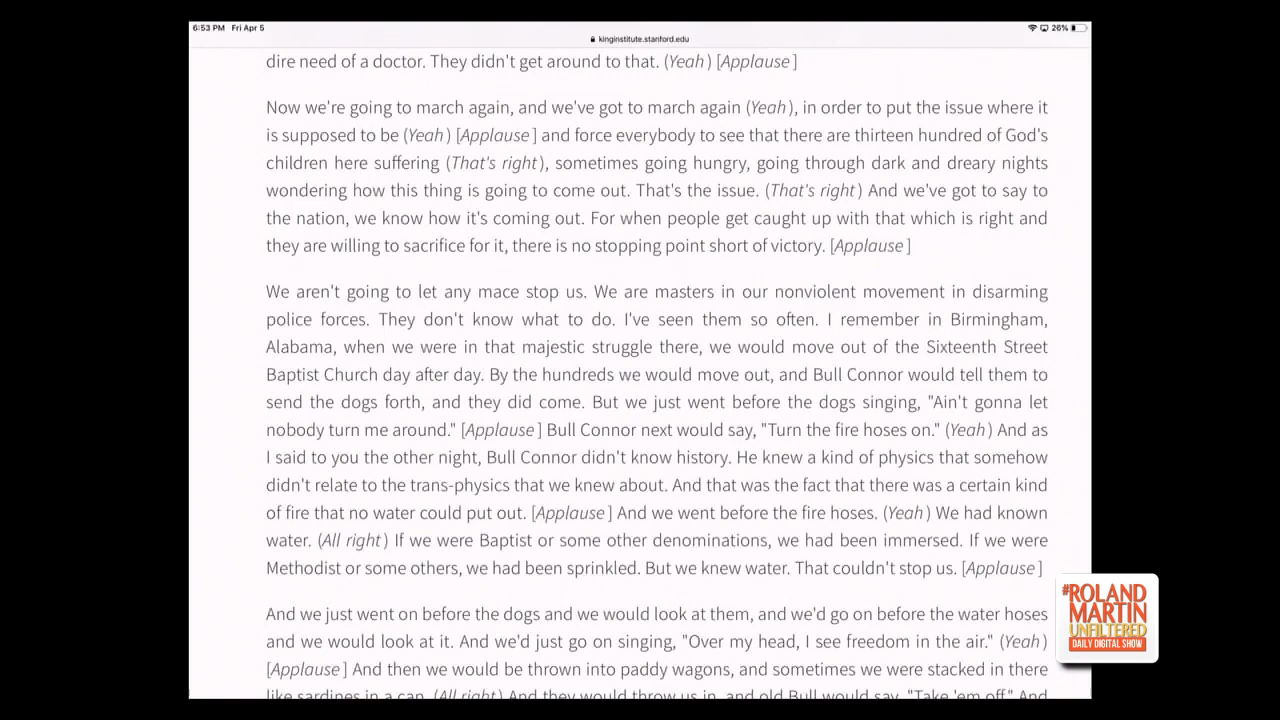 6:53 PM Fri Apr 5
kinginstitute.stanford.edu
26%
dire need of a doctor. They didn't get around to that. (Yeah) [Applause]
Now we're going to march again, and we've got to march again (Yeah), in order to put the issue where it
is supposed to be (Yeah) [Applause] and force everybody to see that there are thirteen hundred of God's
children here suffering (That's right), sometimes going hungry, going through dark and dreary nights
wondering how this thing is going to come out. That's the issue. (That's right) And we've got to say to
the nation, we know how it's coming out. For when people get caught up with that which is right and
they are willing to sacrifice for it, there is no stopping point short of victory. [Applause]
We aren't going to let any mace stop us. We are masters in our nonviolent movement in disarming
police forces. They don't know what to do. I've seen them so often. I remember in Birmingham,
Alabama, when we were in that majestic struggle there, we would move out of the Sixteenth Street
Baptist Church day after day. By the hundreds we would move out, and Bull Connor would tell them to
send the dogs forth, and they did come. But we just went before the dogs singing, "Ain't gonna let
nobody turn me around." [Applause] Bull Connor next would say, "Turn the fire hoses on." (Yeah) And as
I said to you the other night, Bull Connor didn't know history. He knew a kind of physics that somehow
didn't relate to the trans-physics that we knew about. And that was the fact that there was a certain kind
of fire that no water could put out. [Applause] And we went before the fire hoses. (Yeah) We had known
water. (All right) If we were Baptist or some other denominations, we had been immersed. If we were
Methodist or some others, we had been sprinkled. But we knew water. That couldn't stop us. [Applause]
And we just went on before the dogs and we would look at them, and we'd go on before the water hoses
and we would look at it. And we'd just go on singing, "Over my head, I see freedom in the air." (Yeah)
[Applause] And then we would be thrown into paddy wagons, and sometimes we were stacked in there
like sardines in a can. (All right) And they would throw us in, and old Bull would say, "Take 'em off." And
#ROLAND
MARTIN
UNFILTERED
DAILY DIGITAL SHOW